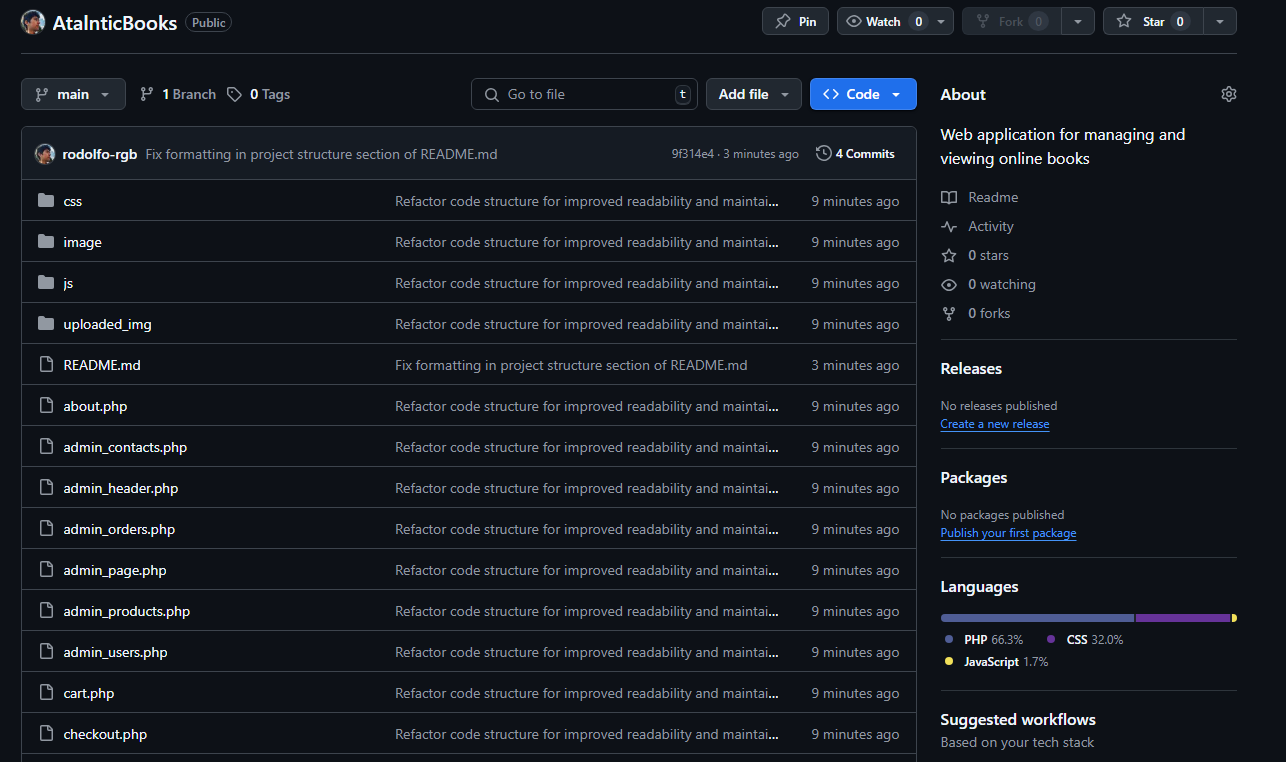 AtaInticBooks Public Pin Watch 0 Fork 0 Star 0
main 1 Branch 0 Tags Go to file t Add file Code
rodolfo-rgb Fix formatting in project structure section of README.md 9f314e4 · 3 minutes ago 4 Commits
css Refactor code structure for improved readability and maintai... 9 minutes ago
image Refactor code structure for improved readability and maintai... 9 minutes ago
js Refactor code structure for improved readability and maintai... 9 minutes ago
uploaded_img Refactor code structure for improved readability and maintai... 9 minutes ago
README.md Fix formatting in project structure section of README.md 3 minutes ago
about.php Refactor code structure for improved readability and maintai... 9 minutes ago
admin_contacts.php Refactor code structure for improved readability and maintai... 9 minutes ago
admin_header.php Refactor code structure for improved readability and maintai... 9 minutes ago
admin_orders.php Refactor code structure for improved readability and maintai... 9 minutes ago
admin_page.php Refactor code structure for improved readability and maintai... 9 minutes ago
admin_products.php Refactor code structure for improved readability and maintai... 9 minutes ago
admin_users.php Refactor code structure for improved readability and maintai... 9 minutes ago
cart.php Refactor code structure for improved readability and maintai... 9 minutes ago
checkout.php Refactor code structure for improved readability and maintai... 9 minutes ago
About
Web application for managing and
viewing online books
Readme
Activity
0 stars
0 watching
0 forks
Releases
No releases published
Create a new release
Packages
No packages published
Publish your first package
Languages
PHP 66.3% CSS 32.0%
JavaScript 1.7%
Suggested workflows
Based on your tech stack